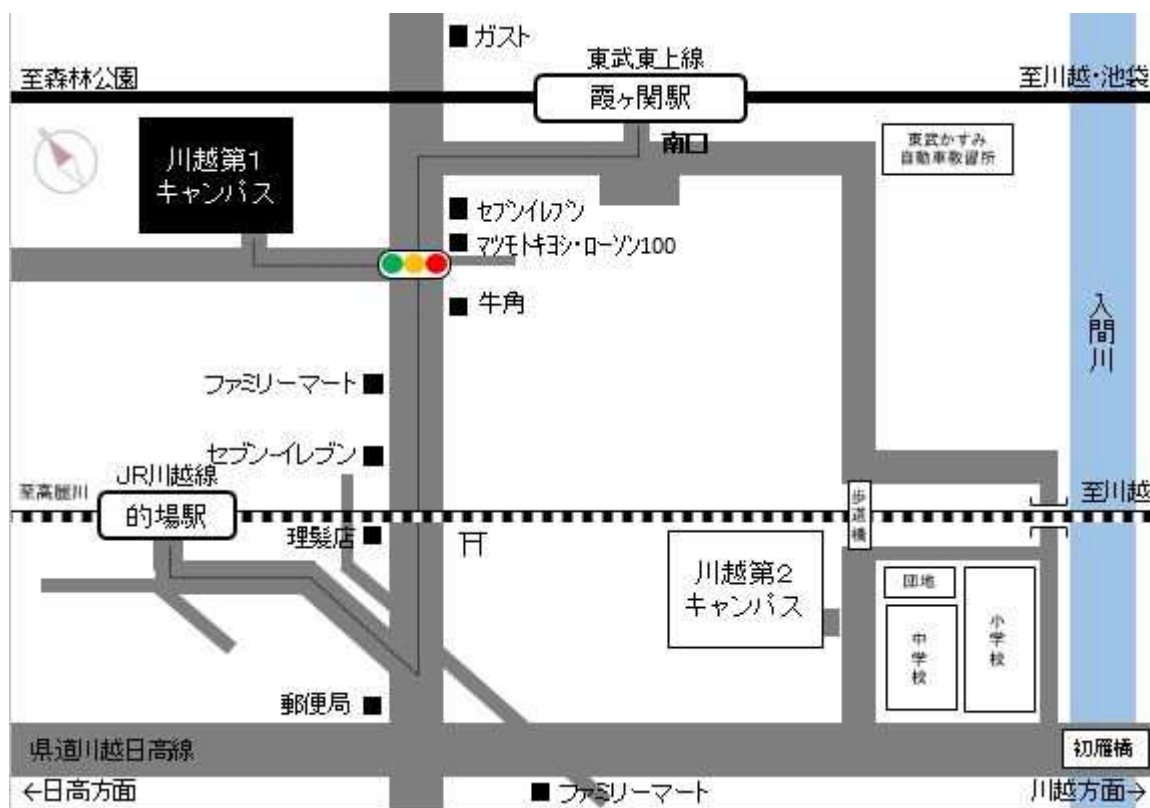 ■ガスト
東武東上線
至森林公園
霞ヶ関駅
至川越・池袋
南口
東武かすみ
自動車教習所
川越第1
キャンパス
■セブンイレブン
■マツモトキヨシ・ローソン100
■牛角
入間川
ファミリーマート■
セブン-イレブン■
JR川越線
至高麗川
的場駅
至川越
歩道橋
理髪店■
川越第2
キャンパス
団地
中学校
小学校
郵便局■
県道川越日高線
初雁橋
←日高方面
■ファミリーマート
川越方面→